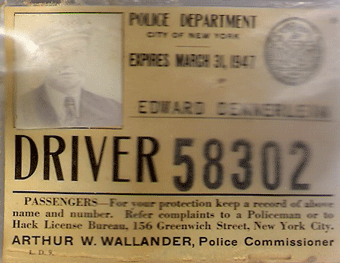 POLICE DEPARTMENT
CITY OF NEW YORK
EXPIRES MARCH 31, 1947
EDWARD
DRIVER 58302
PASSENGERS—For your protection keep a record of above
name and number. Refer complaints to a Policeman or to
Hack License Bureau, 156 Greenwich Street, New York City.
ARTHUR W. WALLANDER, Police Commissioner
L. D. 9.